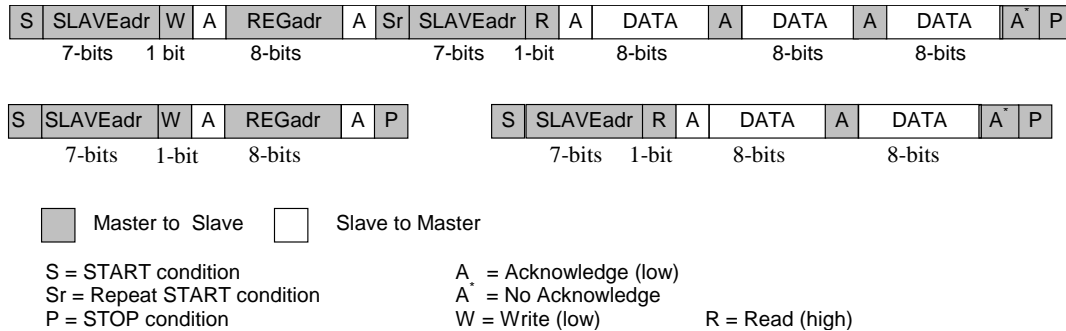 S SLAVEadr W A REGadr A Sr SLAVEadr R A DATA A DATA A DATA A* P
7-bits 1 bit 8-bits 7-bits 1-bit 8-bits 8-bits 8-bits
S SLAVEadr W A REGadr A P S SLAVEadr R A DATA A DATA A* P
7-bits 1-bit 8-bits 7-bits 1-bit 8-bits 8-bits
Master to Slave Slave to Master
S = START condition A = Acknowledge (low)
Sr = Repeat START condition A* = No Acknowledge
P = STOP condition W = Write (low) R = Read (high)